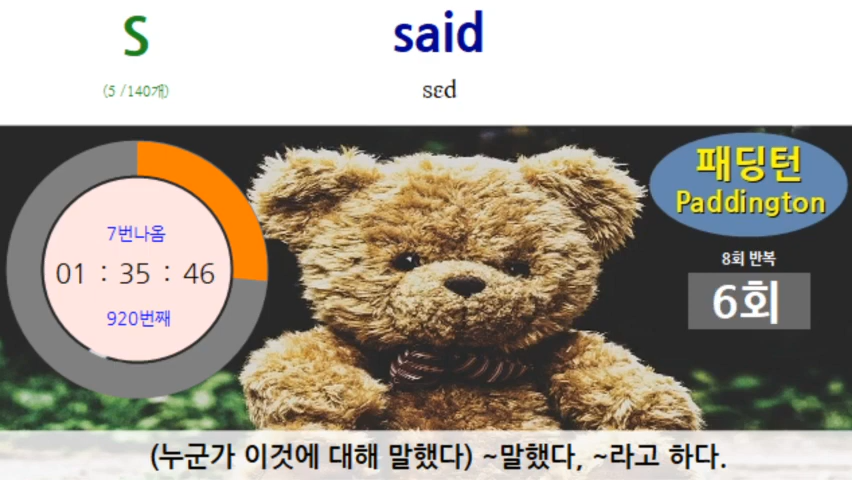 S
said
(5 /140개)
sɛd
패딩턴
Paddington
7번나옴
01 : 35 : 46
920번째
8회 반복
6회
(누군가 이것에 대해 말했다) ~말했다, ~라고 하다.